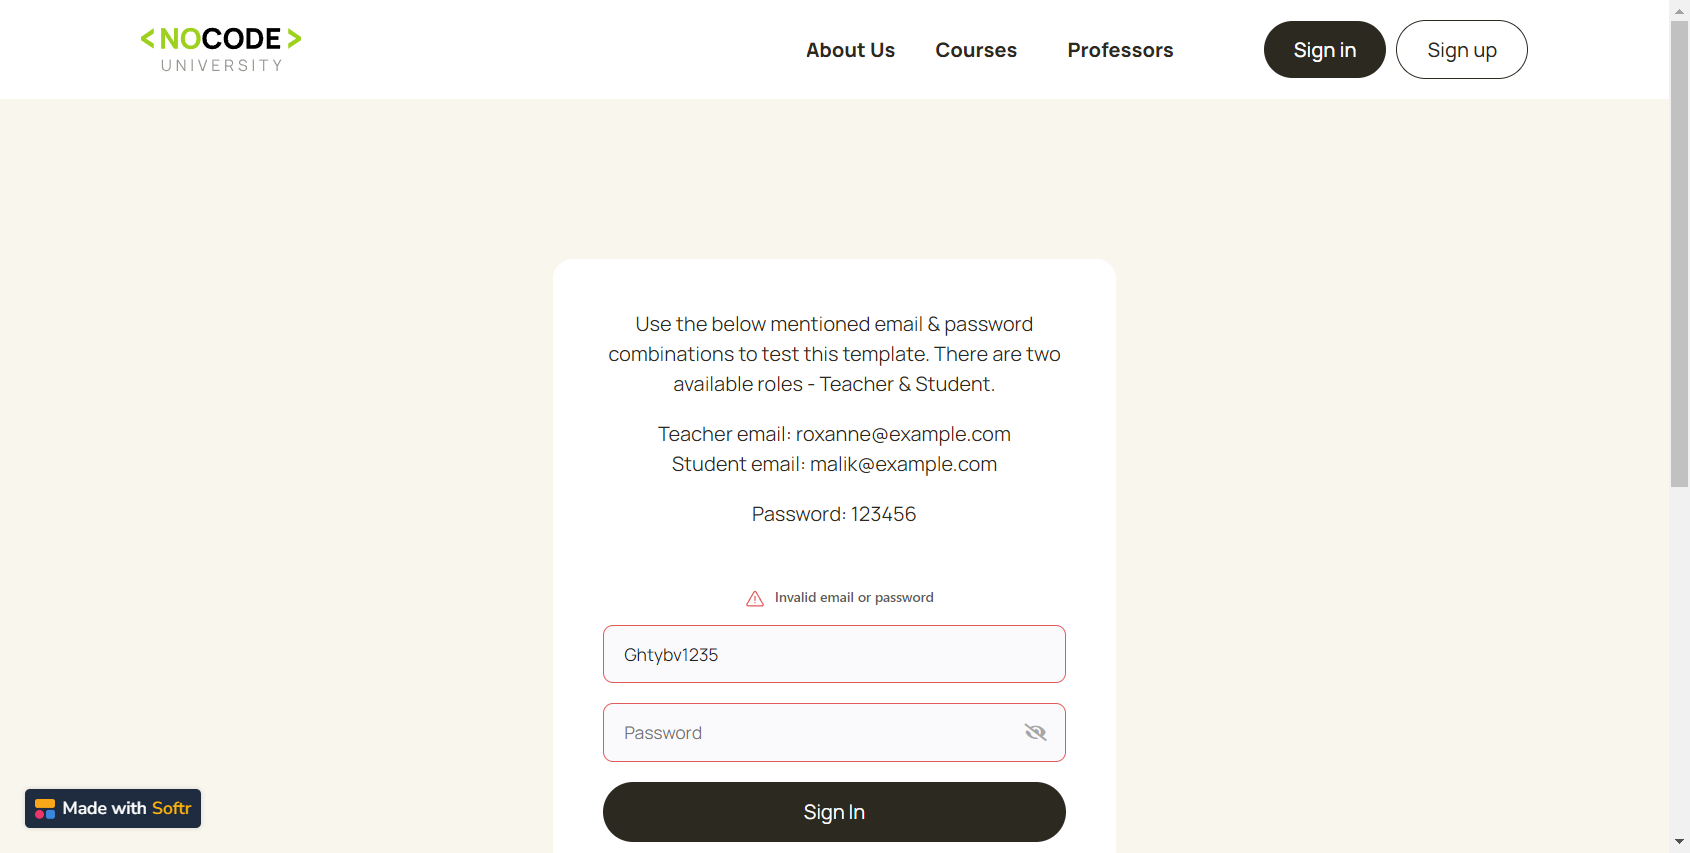 <NOCODE>
UNIVERSITY
About Us
Courses
Professors
Sign in
Sign up
Use the below mentioned email & password
combinations to test this template. There are two
available roles - Teacher & Student.
Teacher email: roxanne@example.com
Student email: malik@example.com
Password: 123456
Invalid email or password
Ghtybv1235
Password
Sign In
Made with Softr